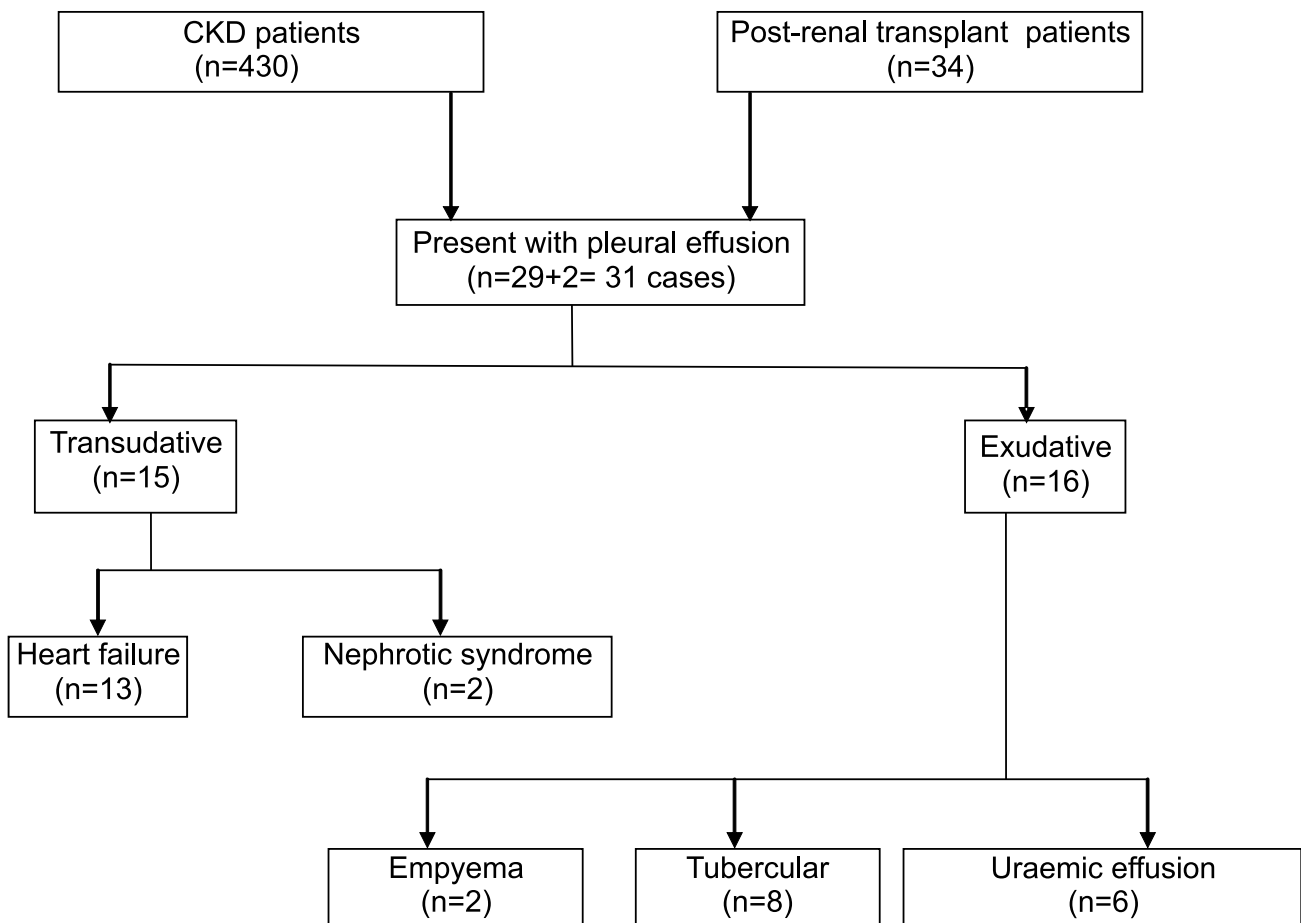 CKD patients
(n=430)
Post-renal transplant patients
(n=34)
Present with pleural effusion
(n=29+2= 31 cases)
Transudative
(n=15)
Exudative
(n=16)
Heart failure
(n=13)
Nephrotic syndrome
(n=2)
Empyema
(n=2)
Tubercular
(n=8)
Uraemic effusion
(n=6)